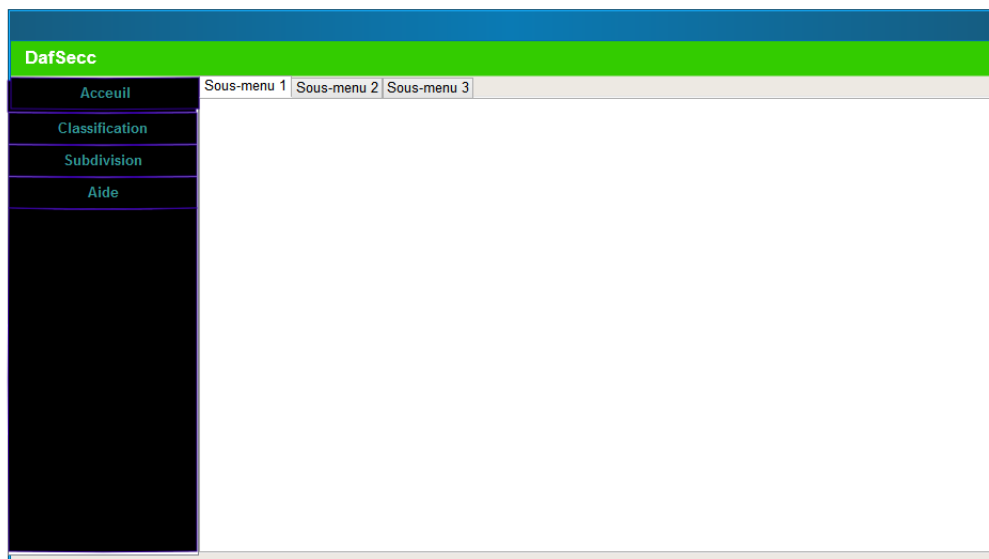 DafSecc
Acceuil
Classification
Subdivision
Aide
Sous-menu 1 Sous-menu 2 Sous-menu 3